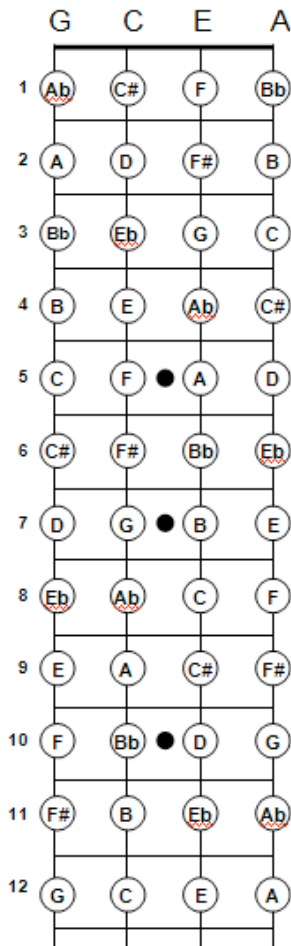 G C E A
1 Ab C# F Bb
2 A D F# B
3 Bb Eb G C
4 B E Ab C#
5 C F A D
6 C# F# Bb Eb
7 D G B E
8 Eb Ab C F
9 E A C# F#
10 F Bb D G
11 F# B Eb Ab
12 G C E A